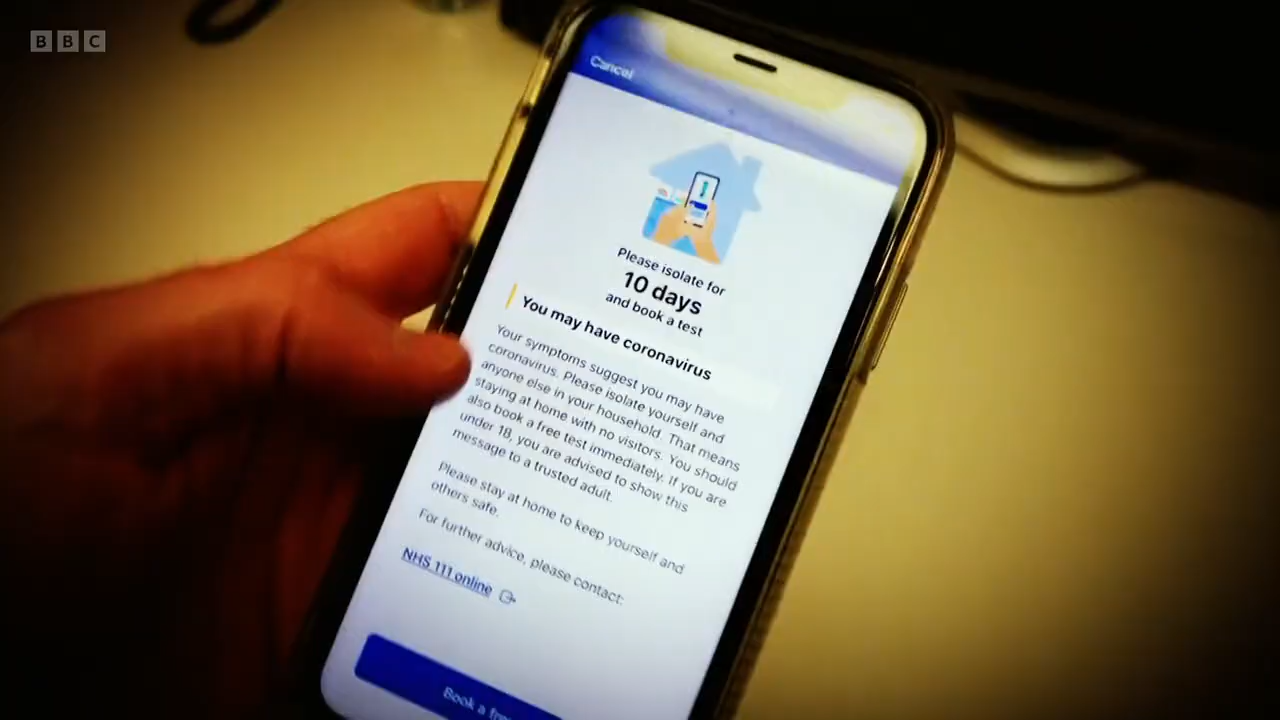 BBC
Cancel
Please isolate for
10 days
and book a test
You may have coronavirus
Your symptoms suggest you may have
coronavirus. Please isolate yourself and
anyone else in your household. That means
staying at home with no visitors. You should
also book a free test immediately. If you are
under 18, you are advised to show this
message to a trusted adult.
Please stay at home to keep yourself and
others safe.
For further advice, please contact:
NHS 111 online
Book a